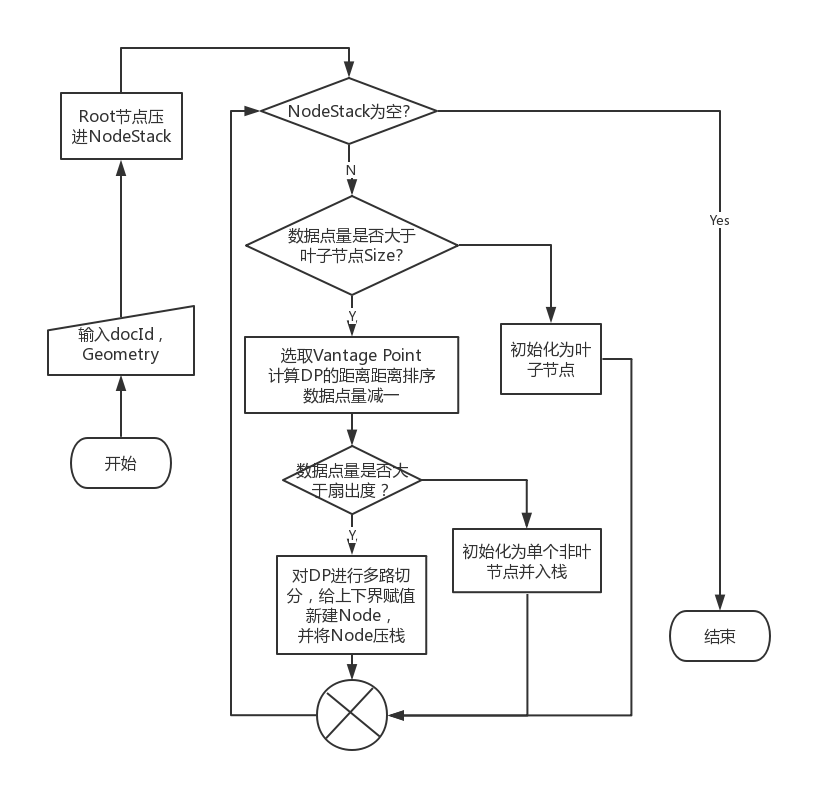 Root节点压
进NodeStack
NodeStack为空?
N
Yes
数据点量是否大于
叶子节点Size?
Y,
输入docId，
Geometry
选取Vantage Point
计算DP的距离距离排序
数据点量减一
初始化为叶
子节点
开始
数据点量是否大
于扇出度？
Y,
初始化为单个非叶
节点并入栈
对DP进行多路切
分，给上下界赋值
新建Node，
并将Node压栈
结束